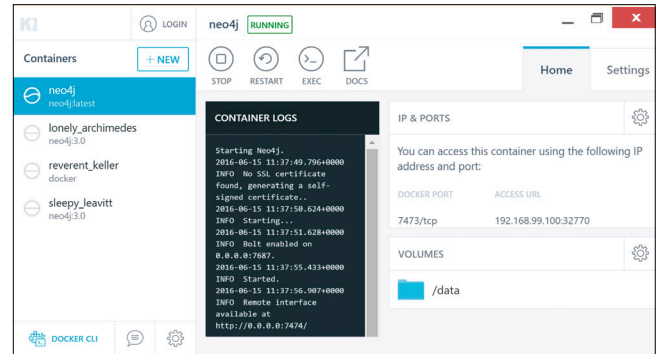 LOGIN
neo4j RUNNING
Containers
+ NEW
neo4j
neo4j:latest
lonely_archimedes
neo4j:3.0
reverent_keller
docker
sleepy_leavitt
neo4j:3.0
DOCKER CLI
STOP RESTART EXEC DOCS
Home Settings
CONTAINER LOGS
Starting Neo4j.
2016-06-15 11:37:49.796+0000
INFO No SSL certificate
found, generating a self-
signed certificate..
2016-06-15 11:37:50.624+0000
INFO Starting...
2016-06-15 11:37:51.628+0000
INFO Bolt enabled on
0.0.0.0:7687.
2016-06-15 11:37:55.433+0000
INFO Started.
2016-06-15 11:37:56.907+0000
INFO Remote interface
available at
http://0.0.0.0:7474/
IP & PORTS
You can access this container using the following IP
address and port:
DOCKER PORT ACCESS URL
7473/tcp 192.168.99.100:32770
VOLUMES
/data